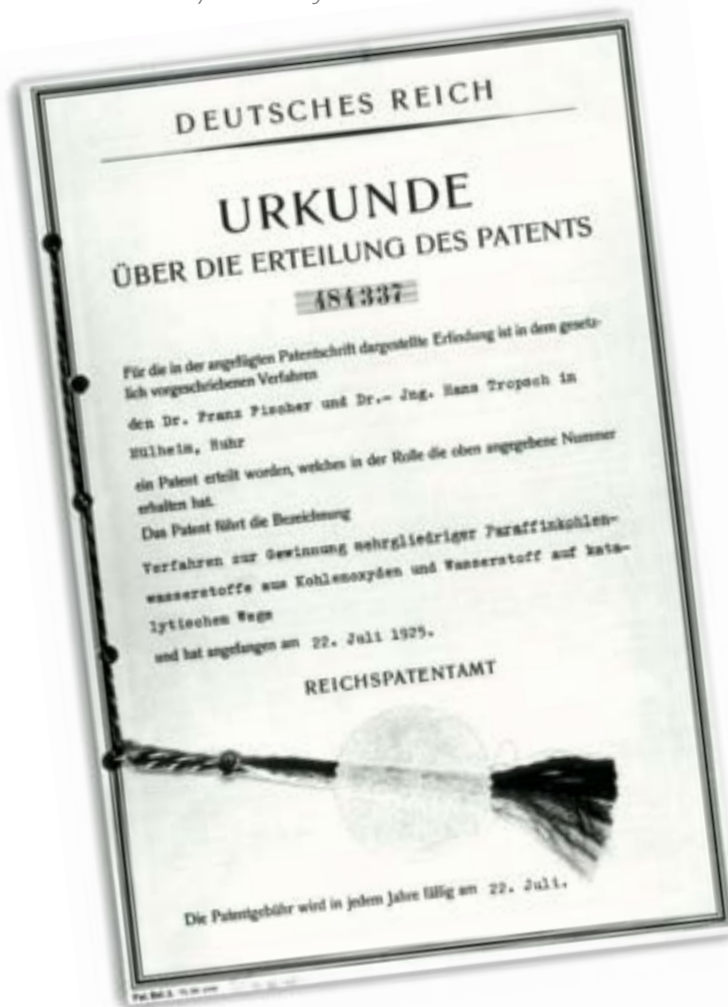 DEUTSCHES REICH
URKUNDE
ÜBER DIE ERTEILUNG DES PATENTS
484337
Für die in der angefügten Patentschrift dargestellte Erfindung ist in dem gesetz-
lich vorgeschriebenen Verfahren
den Dr. Franz Fischer und Dr.- Jng. Hans Tropsch in
Mülheim, Ruhr
ein Patent erteilt worden, welches in der Rolle die oben angegebene Nummer
erhalten hat.
Das Patent führt die Bezeichnung
Verfahren zur Gewinnung mehrgliedriger Paraffinkohlen-
wasserstoffe aus Kohlenoxyden und Wasserstoff auf kata-
lytischem Wege
und hat angefangen am 22. Juli 1925.
REICHSPATENTAMT
Die Patentgebühr wird in jedem Jahre fällig am 22. Juli.